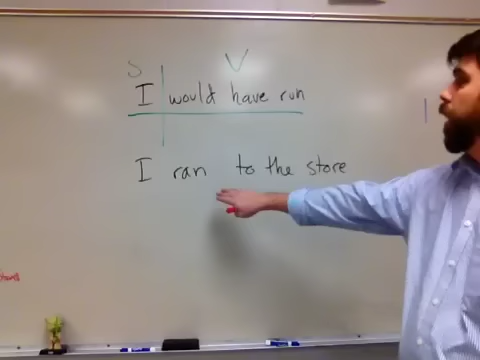 S V
I would have run
I ran to the store